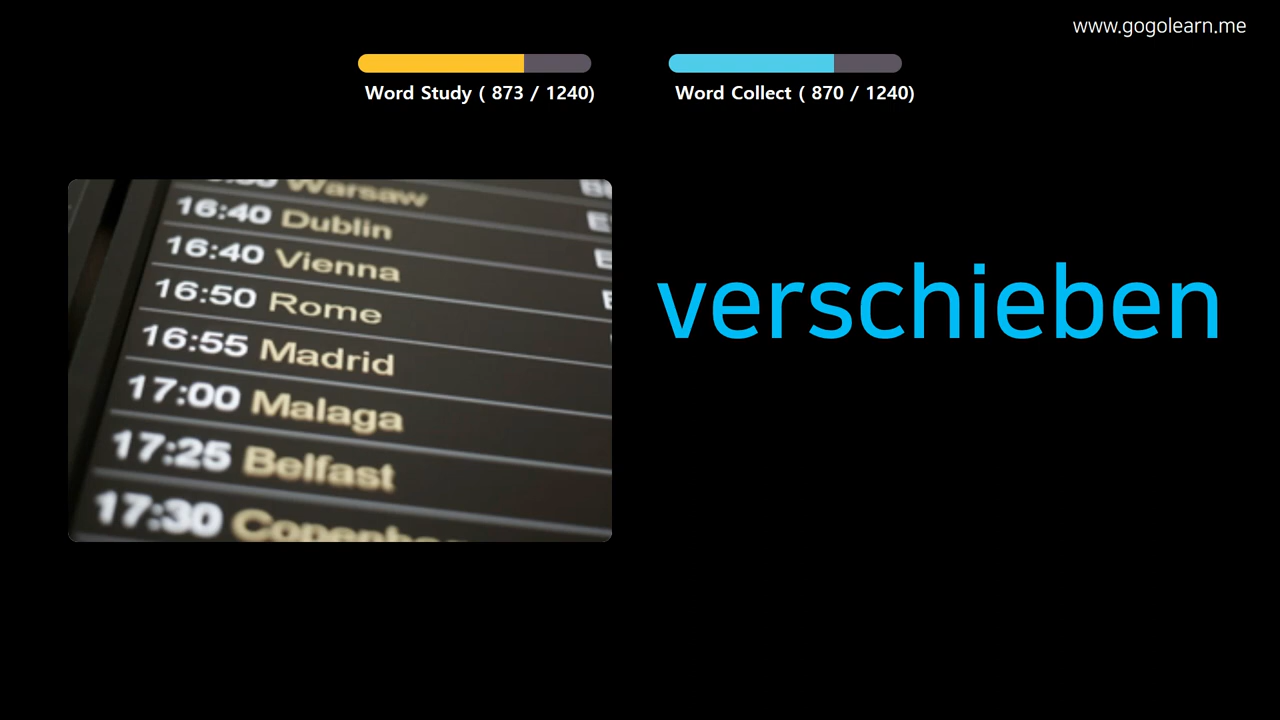 www.gogolearn.me
Word Study ( 873 / 1240)
Word Collect ( 870 / 1240)
Warsaw
16:40 Dublin
16:40 Vienna
16:50 Rome
16:55 Madrid
17:00 Malaga
17:25 Belfast
17:30
verschieben